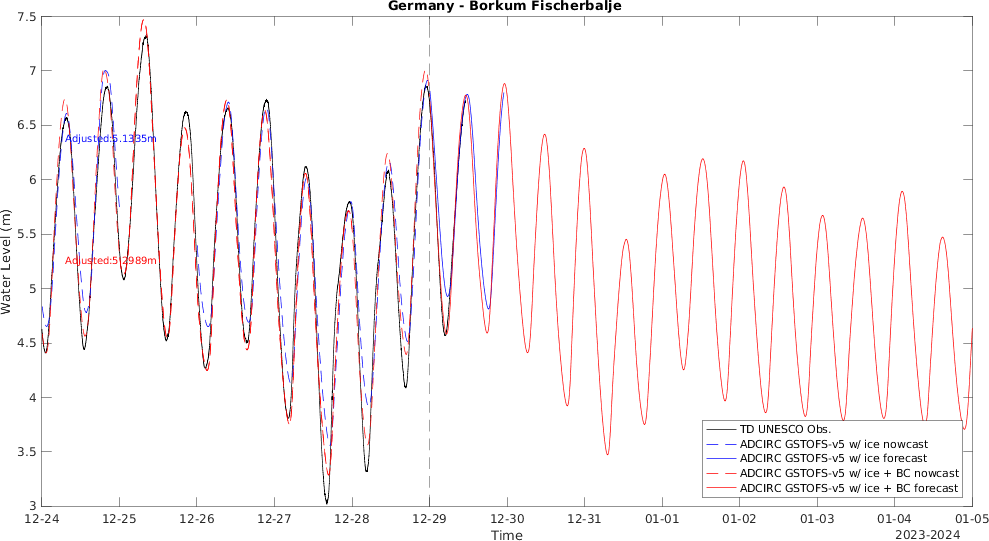 Germany - Borkum Fischerbalje
7.5
7
6.5
6
5.5
5
4.5
4
3.5
3
Water Level (m)
Adjusted:5.1335m
Adjusted:5.2989m
TD UNESCO Obs.
ADCIRC GSTOFS-v5 w/ ice nowcast
ADCIRC GSTOFS-v5 w/ ice forecast
ADCIRC GSTOFS-v5 w/ ice + BC nowcast
ADCIRC GSTOFS-v5 w/ ice + BC forecast
12-24 12-25 12-26 12-27 12-28 12-29 12-30 12-31 01-01 01-02 01-03 01-04 01-05
Time
2023-2024